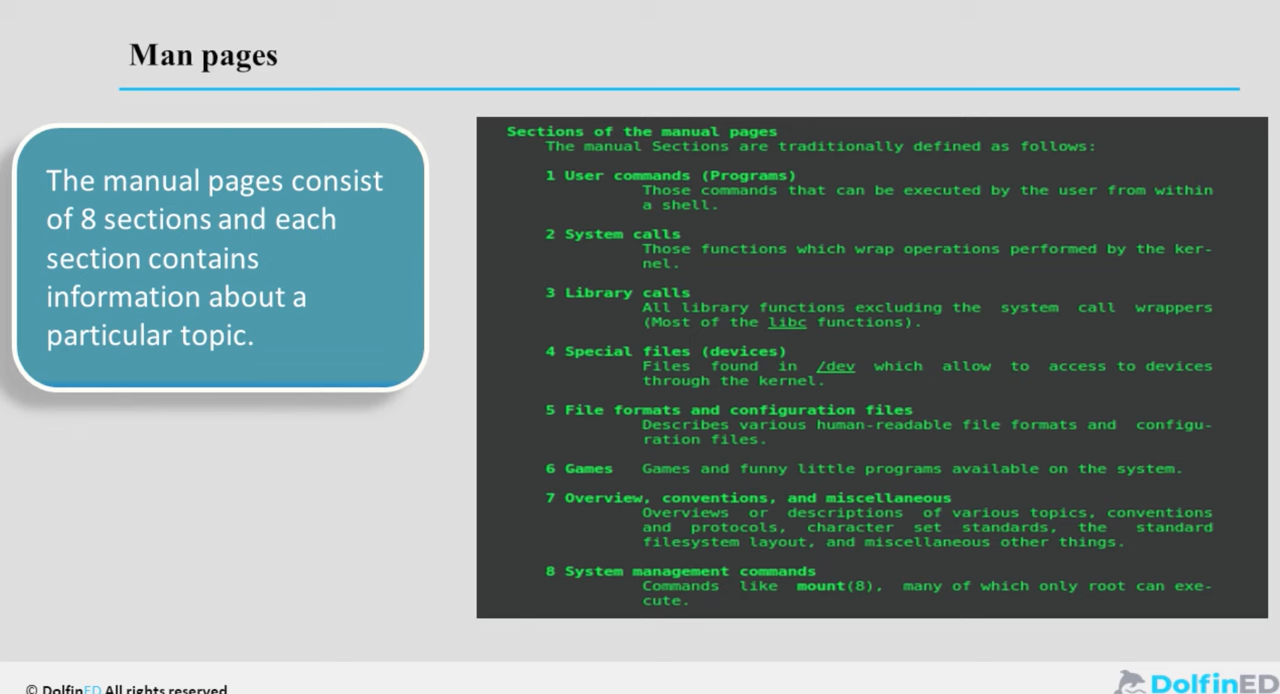 Man pages
The manual pages consist
of 8 sections and each
section contains
information about a
particular topic.
Sections of the manual pages
The manual Sections are traditionally defined as follows:
1 User commands (Programs)
Those commands that can be executed by the user from within
a shell.
2 System calls
Those functions which wrap operations performed by the ker-
nel.
3 Library calls
All library functions excluding the system call wrappers
(Most of the libc functions).
4 Special files (devices)
Files found in /dev which allow to access to devices
through the kernel.
5 File formats and configuration files
Describes various human-readable file formats and configu-
ration files.
6 Games Games and funny little programs available on the system.
7 Overview, conventions, and miscellaneous
Overviews or descriptions of various topics, conventions
and protocols, character set standards, the standard
filesystem layout, and miscellaneous other things.
8 System management commands
Commands like mount(8), many of which only root can exe-
cute.
© DolfinED All rights reserved
DolfinED